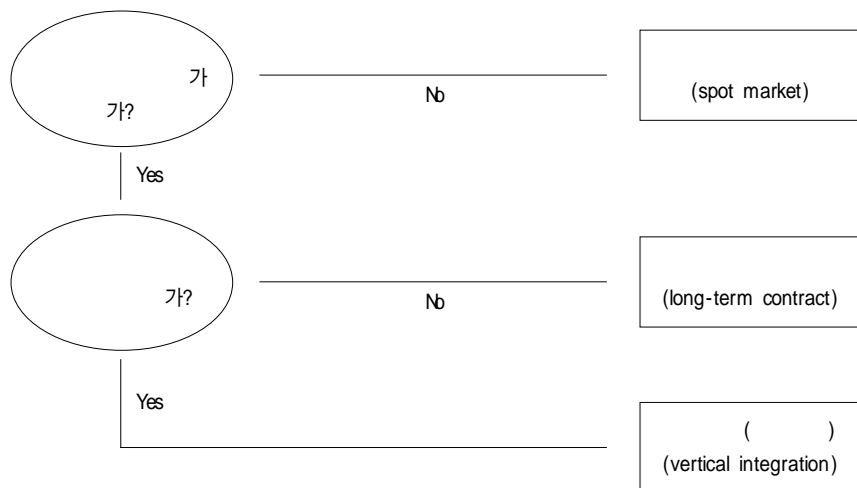 가
가?
No
(spot market)
Yes
가?
No
(long-term contract)
Yes
( )
(vertical integration)